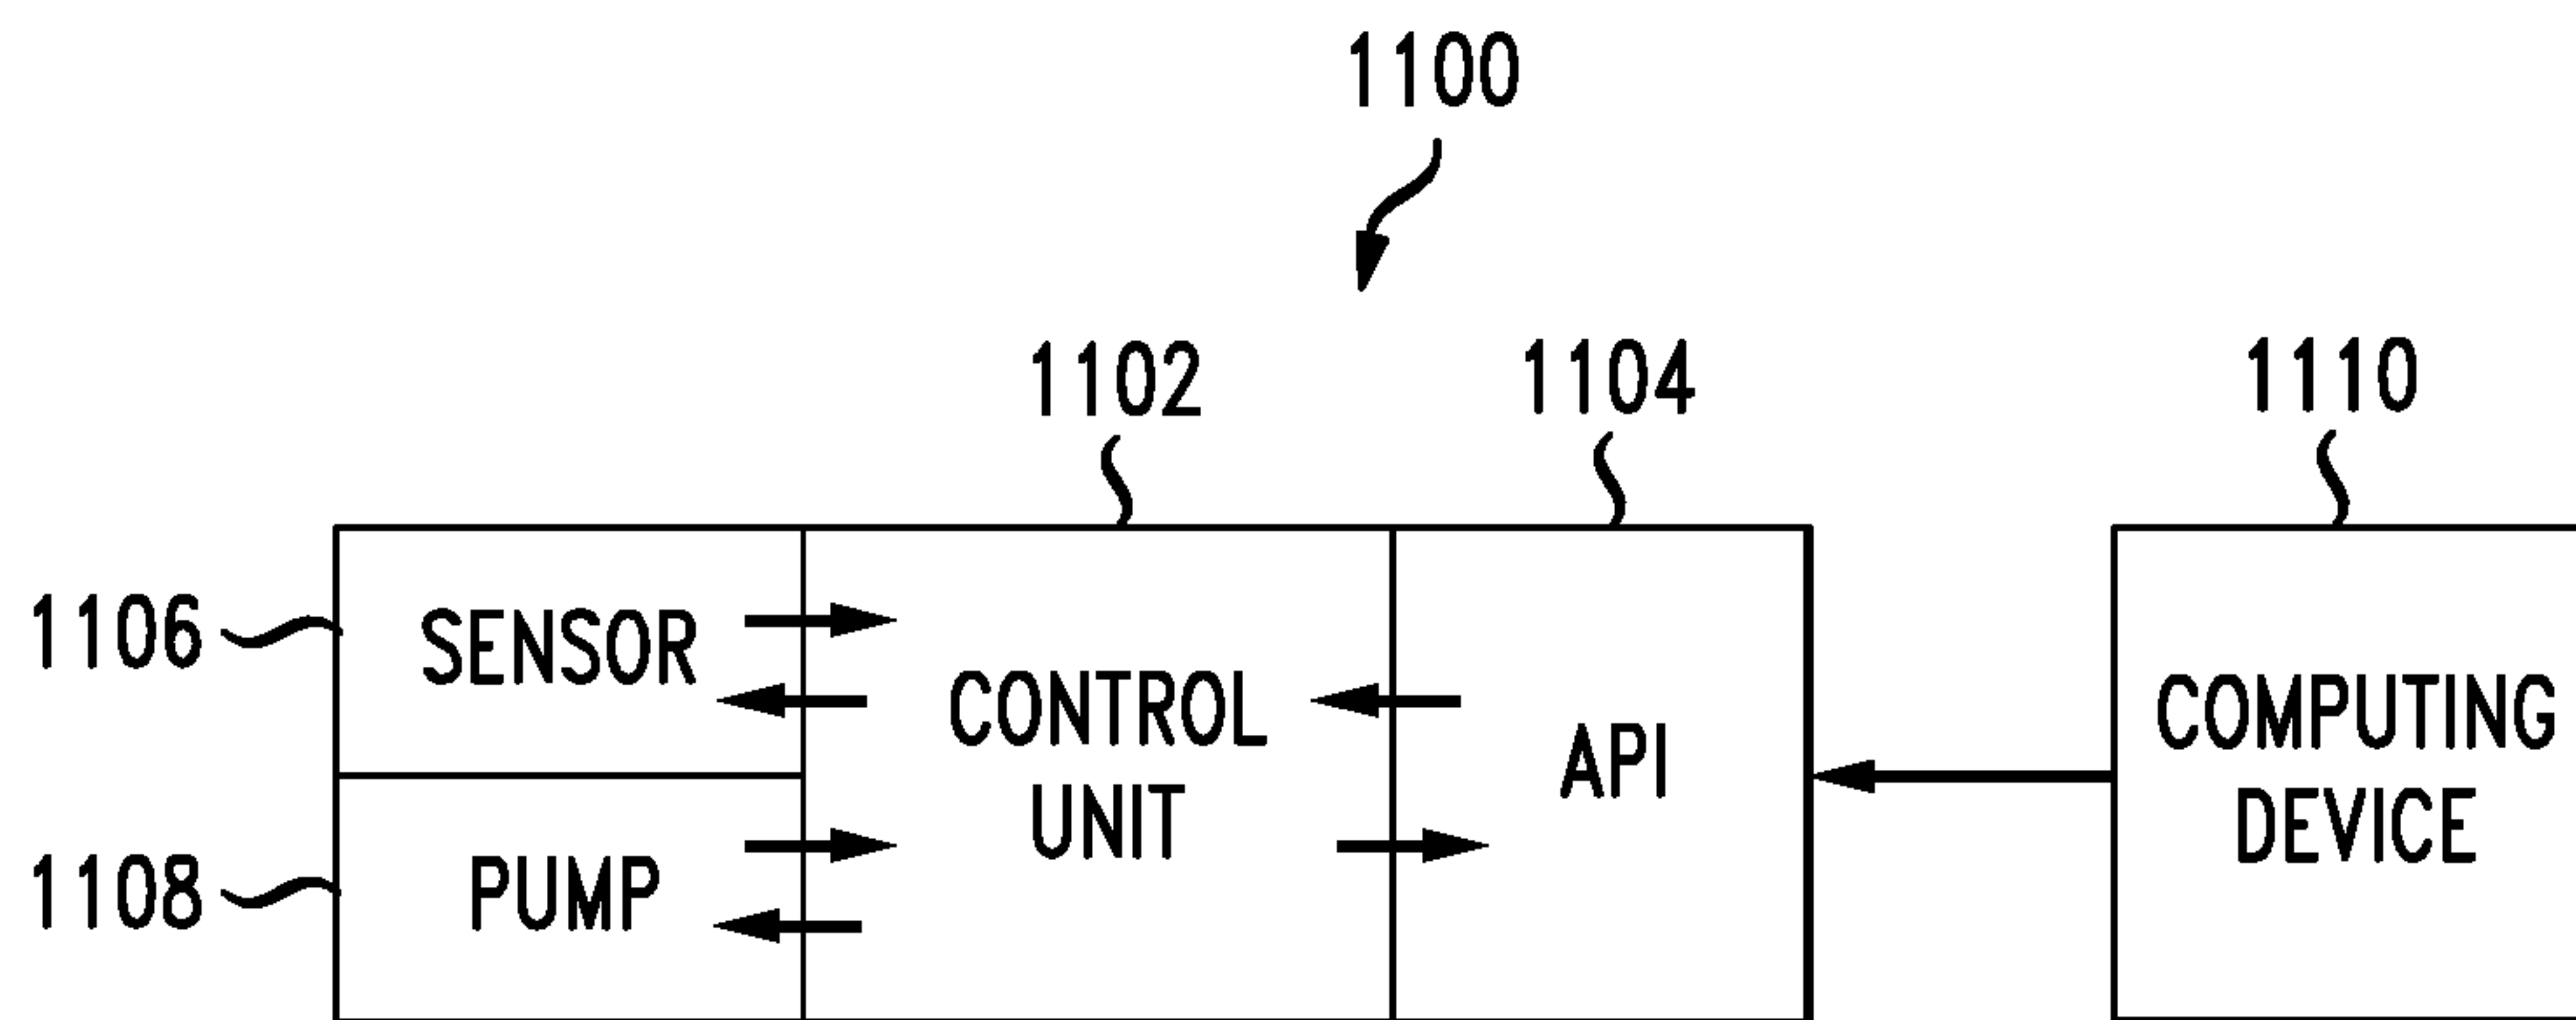 1100
1102
1104
1110
1106
SENSOR
CONTROL
UNIT
API
COMPUTING
DEVICE
1108
PUMP